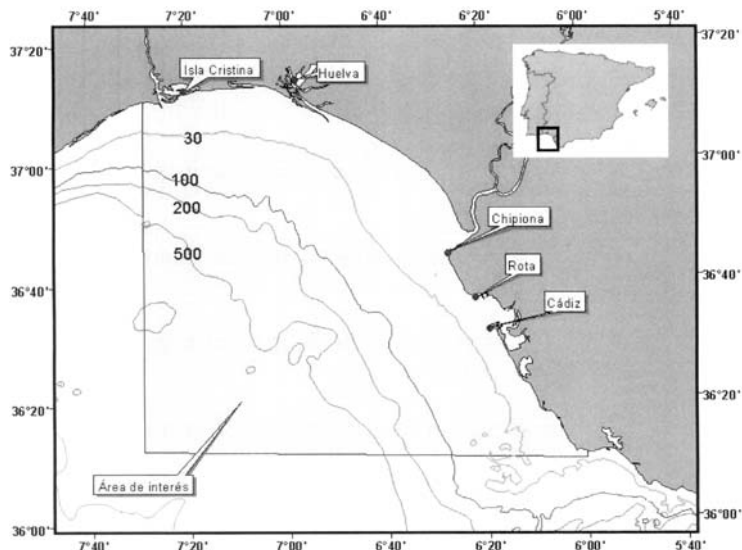 7°40' 7°20' 7°00' 6°40' 6°20' 6°00' 5°40'
37°20' 37°20'
Isla Cristina
Huelva
30
37°00' 37°00'
100
200
Chipiona
500
Rota
36°40' 36°40'
Cádiz
36°20' 36°20'
Área de interés
36°00' 36°00'
7°40' 7°20' 7°00' 6°40' 6°20' 6°00' 5°40'